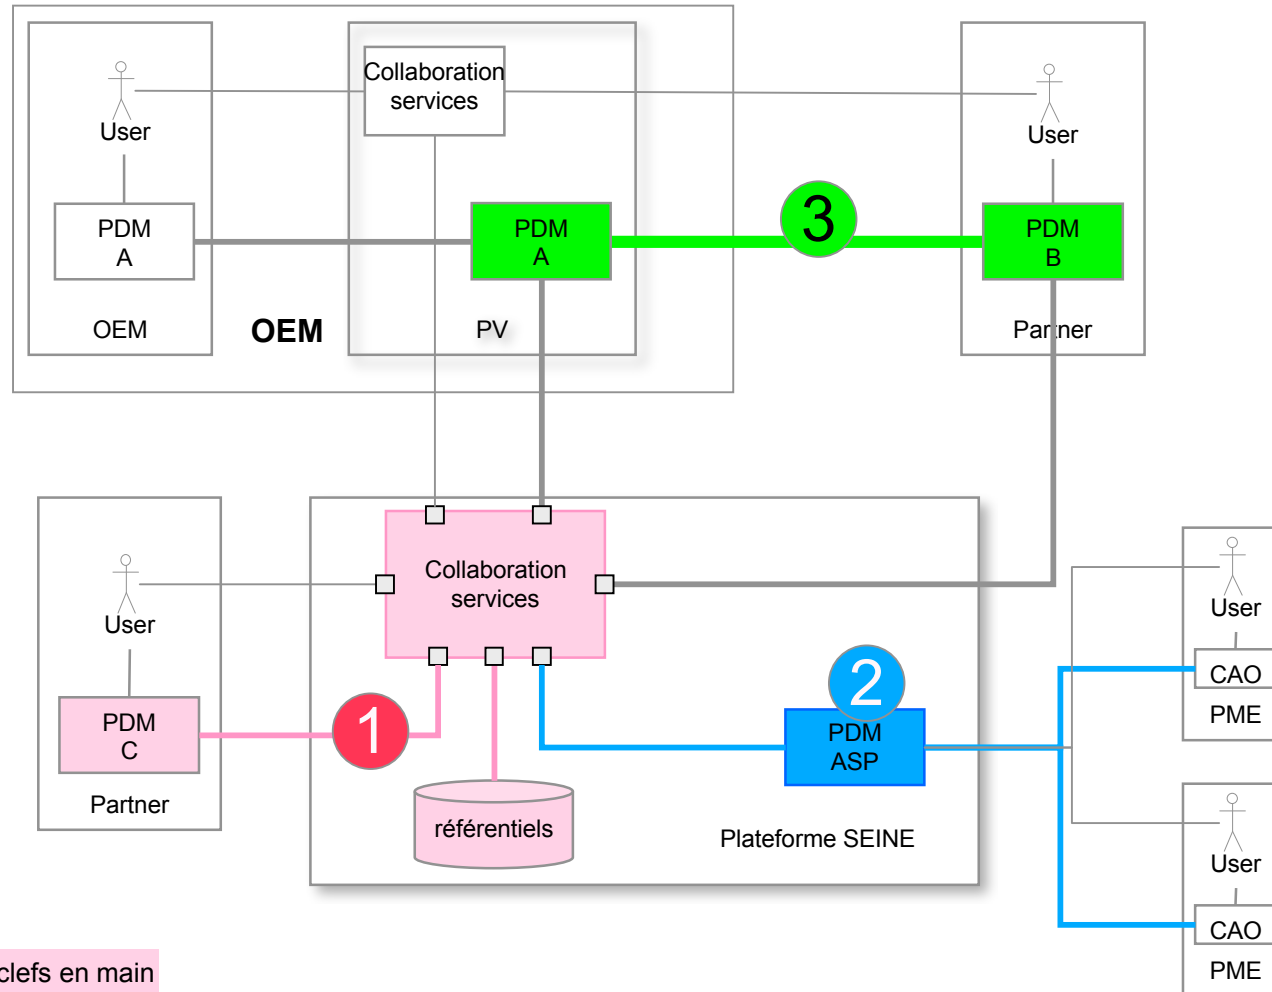 Collaboration
services
User
User
PDM
A
PDM
A
3
PDM
B
OEM
OEM
PV
Partner
Collaboration
services
User
User
CAO
PME
PDM
C
1
2
PDM
ASP
Partner
référentiels
Plateforme SEINE
User
CAO
PME
clefs en main